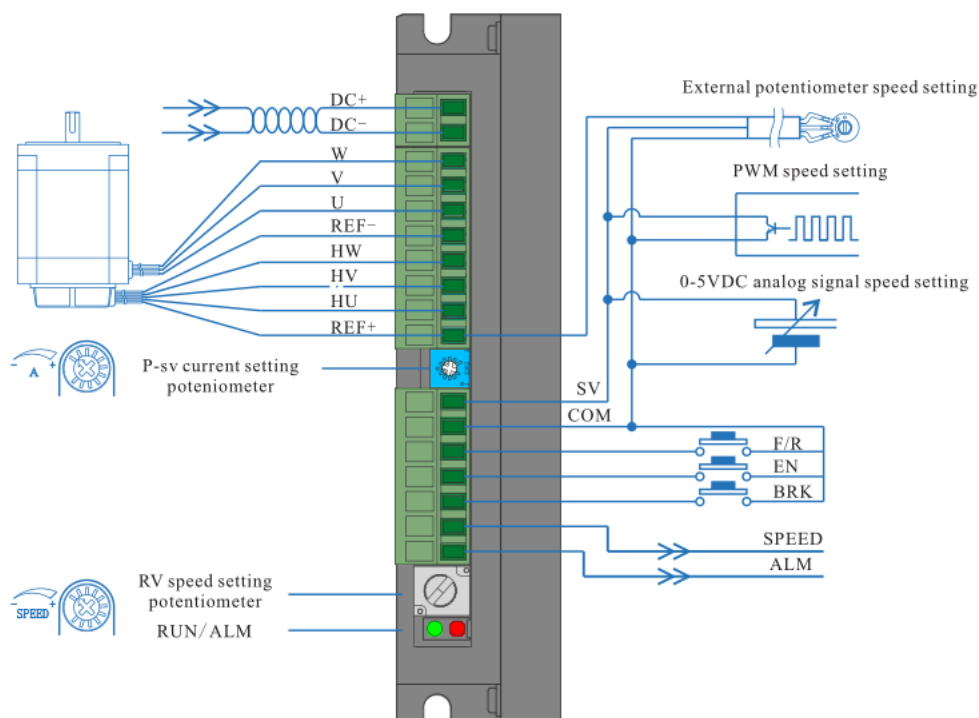 DC+
DC−
W
V
U
REF−
HW
HV
HU
REF+
- A +
P-sv current setting
poteniometer
External potentiometer speed setting
PWM speed setting
0-5VDC analog signal speed setting
SV
COM
F/R
EN
BRK
SPEED
ALM
- SPEED +
RV speed setting
potentiometer
RUN/ALM